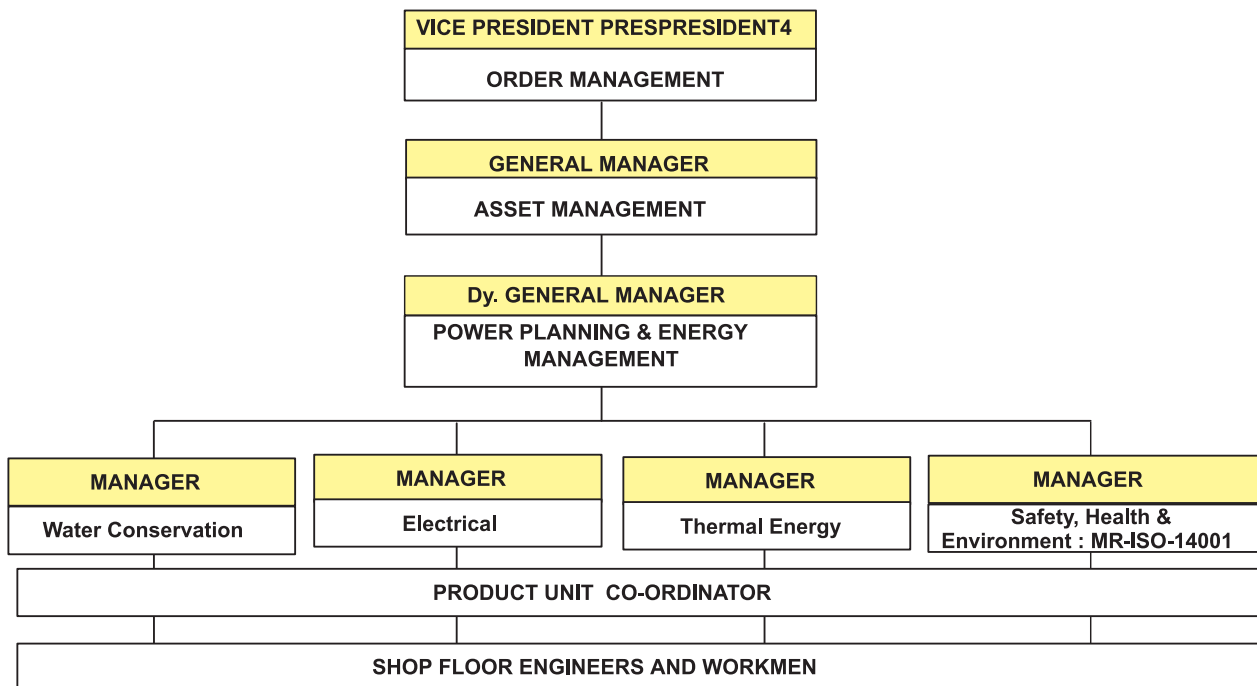 VICE PRESIDENT PRESPRESIDENT4
ORDER MANAGEMENT
GENERAL MANAGER
ASSET MANAGEMENT
Dy. GENERAL MANAGER
POWER PLANNING & ENERGY
MANAGEMENT
MANAGER
Water Conservation
MANAGER
Electrical
MANAGER
Thermal Energy
MANAGER
Safety, Health &
Environment : MR-ISO-14001
PRODUCT UNIT CO-ORDINATOR
SHOP FLOOR ENGINEERS AND WORKMEN